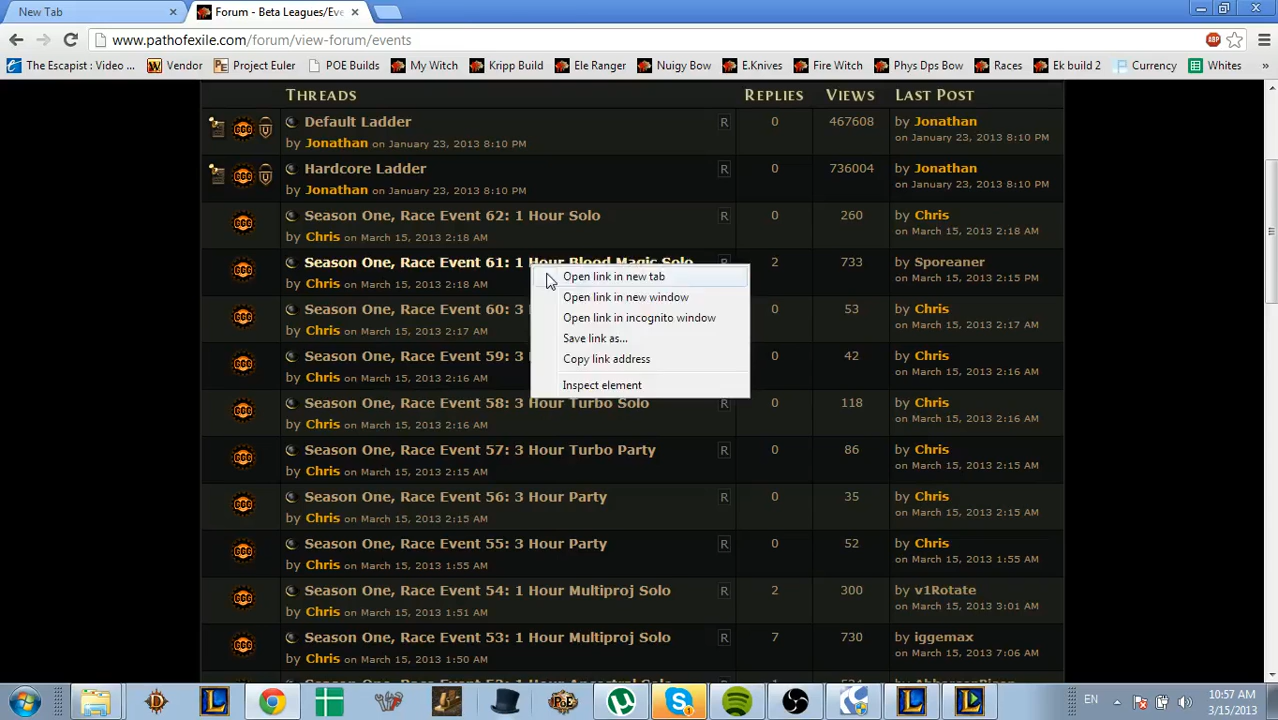 New Tab
Forum - Beta Leagues/Eve
www.pathofexile.com/forum/view-forum/events
ABP
The Escapist : Video ...
Vendor
Project Euler
POE Builds
My Witch
Kripp Build
Ele Ranger
Nuigy Bow
E.Knives
Fire Witch
Phys Dps Bow
Races
Ek build 2
Currency
Whites
THREADS REPLIES VIEWS LAST POST
Default Ladder R 0 467608 by Jonathan
by Jonathan on January 23, 2013 8:10 PM on January 23, 2013 8:10 PM
Hardcore Ladder R 0 736004 by Jonathan
by Jonathan on January 23, 2013 8:10 PM on January 23, 2013 8:10 PM
Season One, Race Event 62: 1 Hour Solo R 0 260 by Chris
by Chris on March 15, 2013 2:18 AM on March 15, 2013 2:18 AM
Season One, Race Event 61: 1 Hour Blood Magic Solo R 2 733 by Sporeaner
by Chris on March 15, 2013 2:18 AM on March 15, 2013 2:15 AM
Season One, Race Event 60: 3 0 53 by Chris
by Chris on March 15, 2013 2:17 AM on March 15, 2013 2:17 AM
Season One, Race Event 59: 3 0 42 by Chris
by Chris on March 15, 2013 2:16 AM on March 15, 2013 2:16 AM
Season One, Race Event 58: 3 Hour Turbo Solo R 0 118 by Chris
by Chris on March 15, 2013 2:16 AM on March 15, 2013 2:16 AM
Season One, Race Event 57: 3 Hour Turbo Party R 0 86 by Chris
by Chris on March 15, 2013 2:15 AM on March 15, 2013 2:15 AM
Season One, Race Event 56: 3 Hour Party R 0 35 by Chris
by Chris on March 15, 2013 2:15 AM on March 15, 2013 2:15 AM
Season One, Race Event 55: 3 Hour Party R 0 52 by Chris
by Chris on March 15, 2013 1:55 AM on March 15, 2013 1:55 AM
Season One, Race Event 54: 1 Hour Multiproj Solo R 2 300 by v1Rotate
by Chris on March 15, 2013 1:51 AM on March 15, 2013 3:01 AM
Season One, Race Event 53: 1 Hour Multiproj Solo R 7 730 by iggemax
by Chris on March 15, 2013 1:50 AM on March 15, 2013 7:06 AM
Open link in new tab
Open link in new window
Open link in incognito window
Save link as...
Copy link address
Inspect element
EN
10:57 AM
3/15/2013